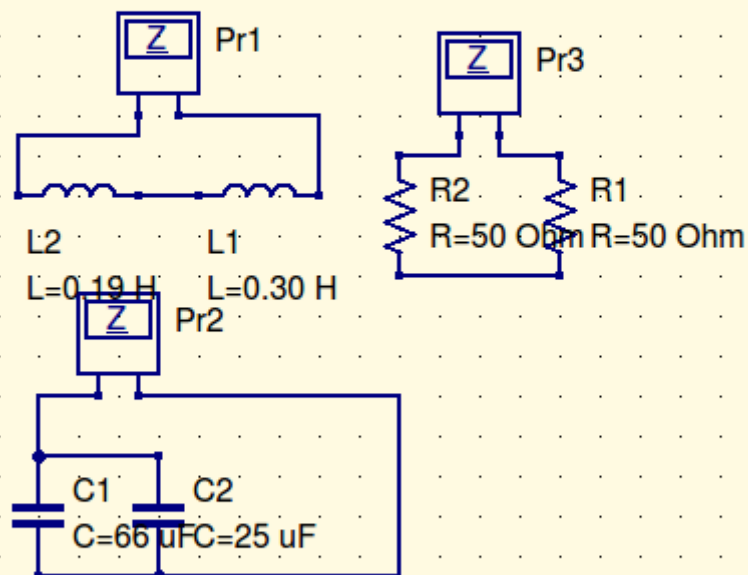 Z Pr1
Z Pr3
R2 R1
R=50 Ohm R=50 Ohm
L2 L1
L=0.19 H L=0.30 H
Z Pr2
C1 C2
C=66 uF C=25 uF